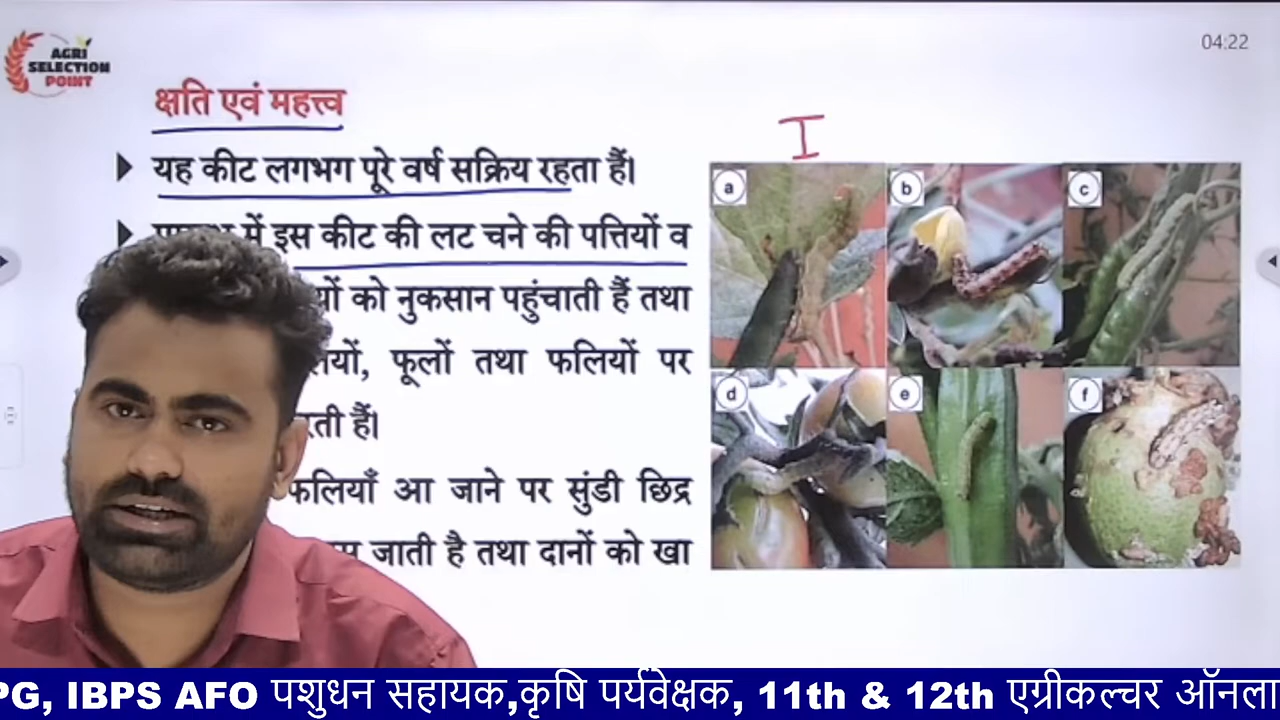 AGRI
SELECTION
POINT
04:22
क्षति एवं महत्त्व
यह कीट लगभग पूरे वर्ष सक्रिय रहता हैं।
में इस कीट की लट चने की पत्तियों व
को नुकसान पहुंचाती हैं तथा
फूलों तथा फलियों पर
हैं।
फलियाँ आ जाने पर सुंडी छिद्र
जाती है तथा दानों को खा
I
a
b
c
d
e
f
PG, IBPS AFO पशुधन सहायक,कृषि पर्यवेक्षक, 11th & 12th एग्रीकल्चर ऑनला